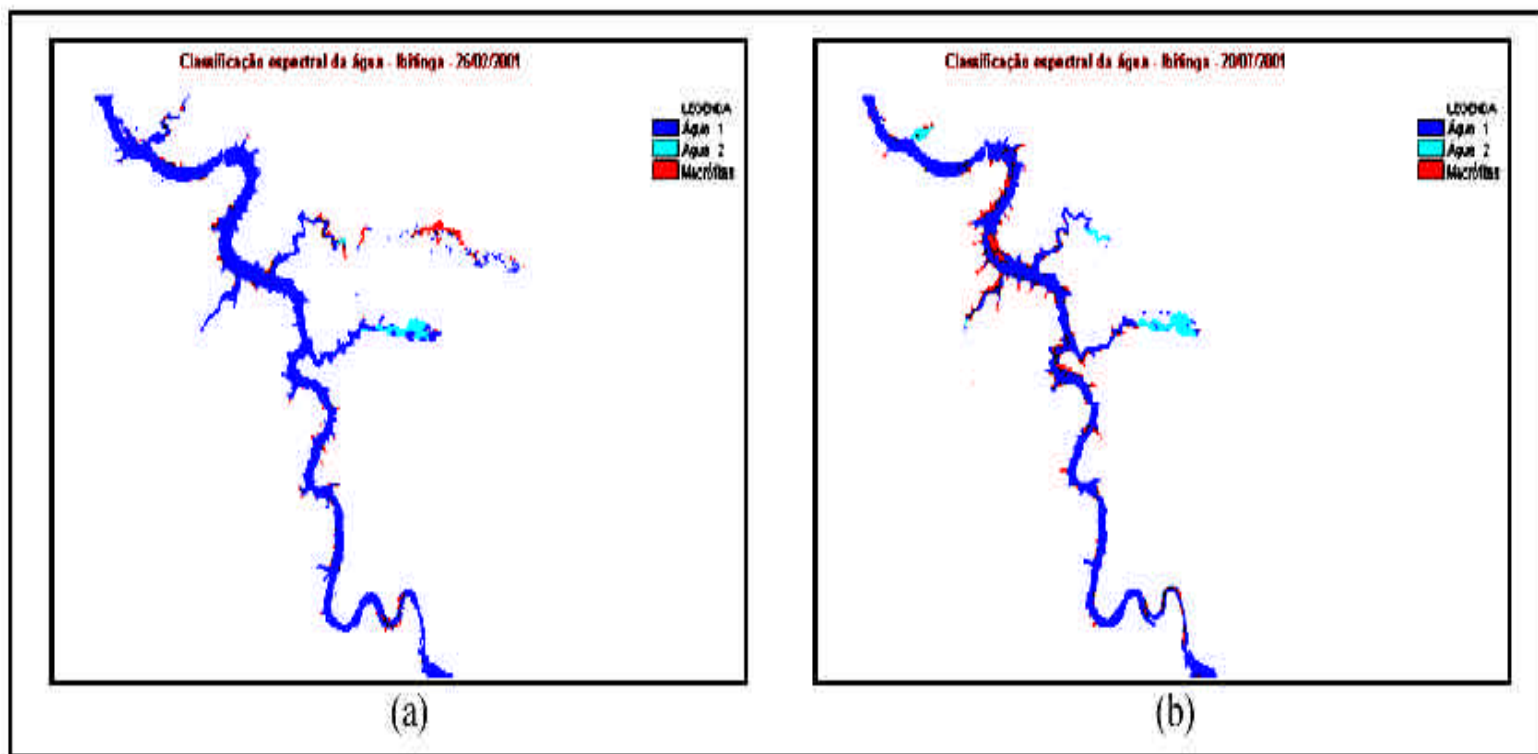 Classificação espectral da água - Ibitinga - 26/02/2001
LEGENDA
Água 1
Água 2
Macrófitas
(a)
Classificação espectral da água - Ibitinga - 20/07/2001
LEGENDA
Água 1
Água 2
Macrófitas
(b)